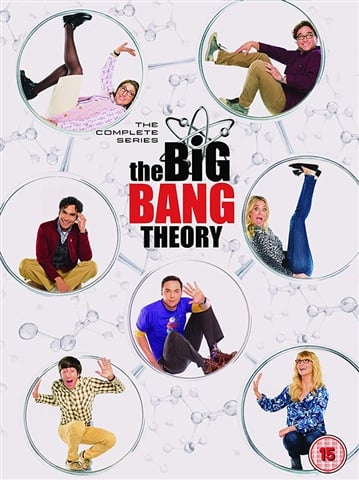 THE
COMPLETE
SERIES
the BIG
BANG
THEORY
15